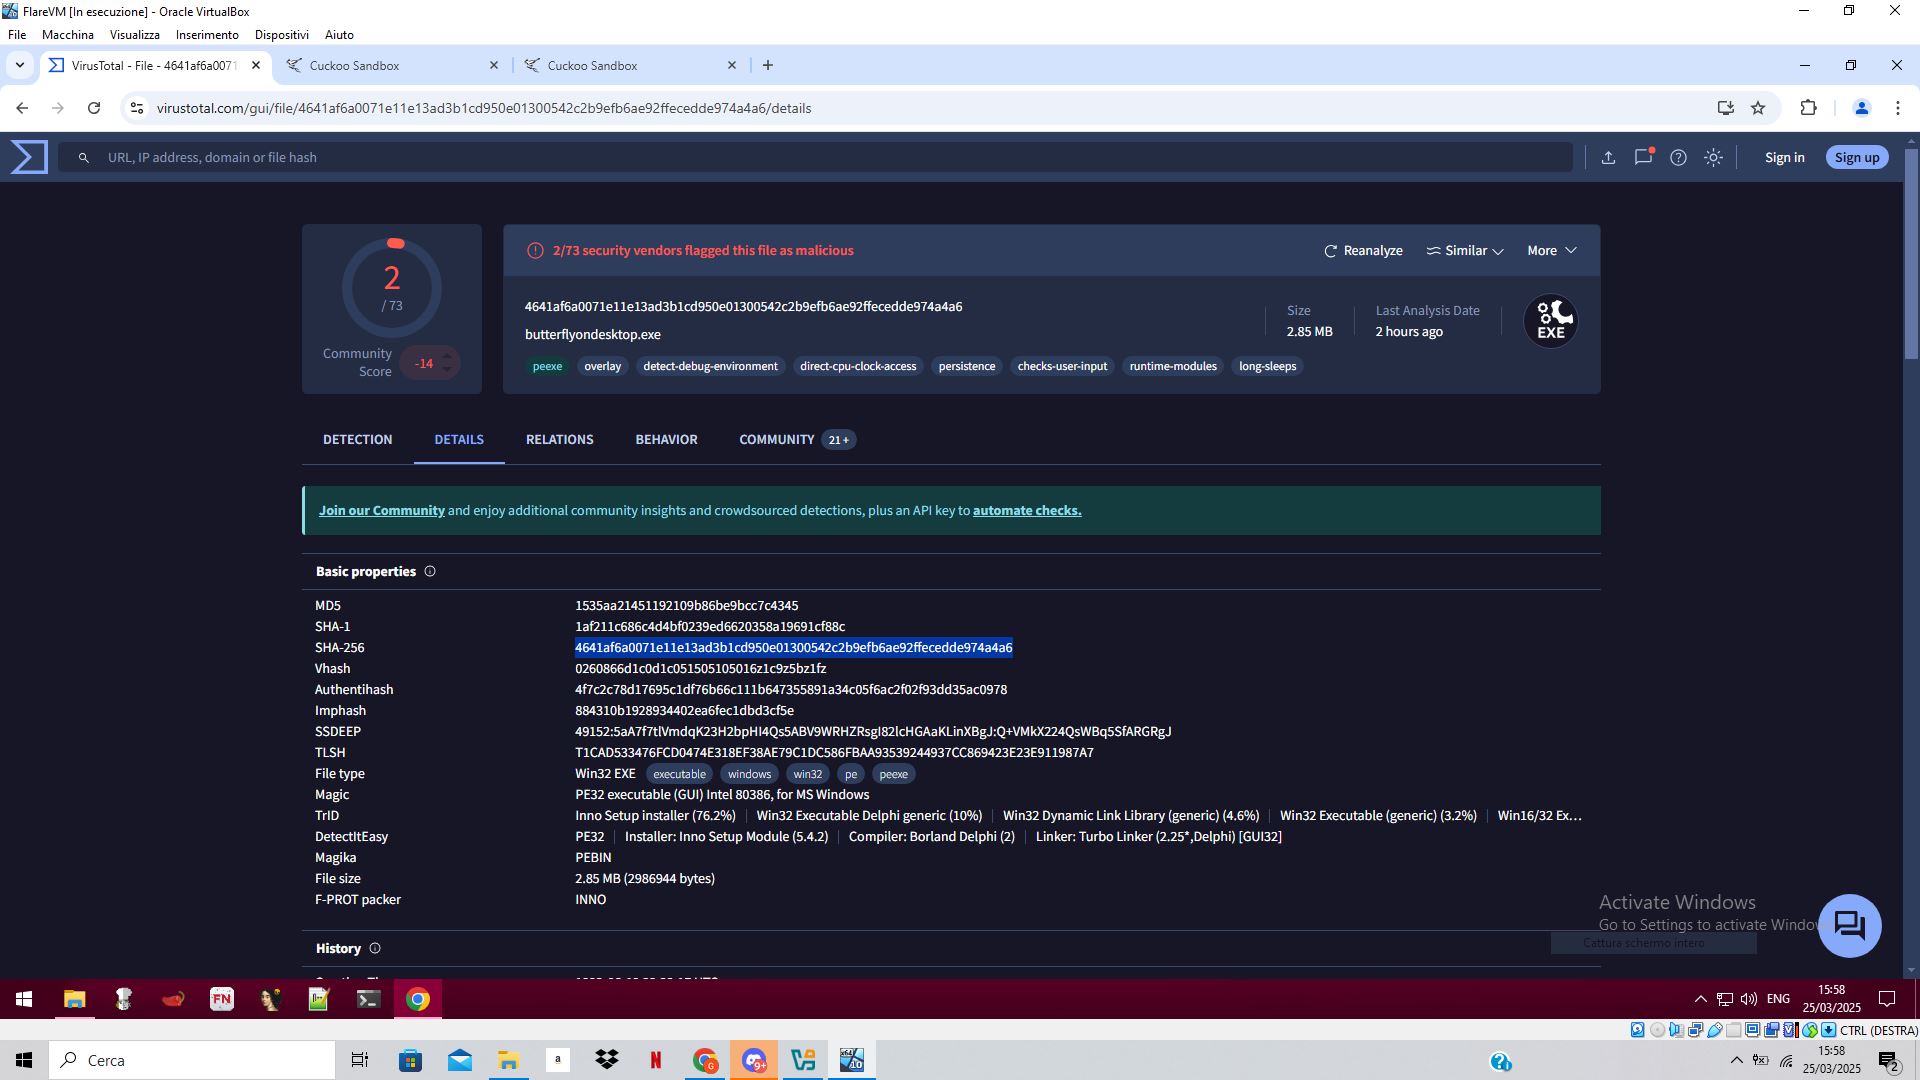 FlareVM [In esecuzione] - Oracle VirtualBox
File Macchina Visualizza Inserimento Dispositivi Aiuto
VirusTotal - File - 4641af6a0071
Cuckoo Sandbox
Cuckoo Sandbox
virustotal.com/gui/file/4641af6a0071e11e13ad3b1cd950e01300542c2b9efb6ae92ffecedde974a4a6/details
URL, IP address, domain or file hash
Sign in
Sign up
2
/ 73
Community Score
-14
2/73 security vendors flagged this file as malicious
Reanalyze
Similar
More
4641af6a0071e11e13ad3b1cd950e01300542c2b9efb6ae92ffecedde974a4a6
butterflyondesktop.exe
Size
2.85 MB
Last Analysis Date
2 hours ago
EXE
peexe overlay detect-debug-environment direct-cpu-clock-access persistence checks-user-input runtime-modules long-sleeps
DETECTION DETAILS RELATIONS BEHAVIOR COMMUNITY 21+
Join our Community and enjoy additional community insights and crowdsourced detections, plus an API key to automate checks.
Basic properties
MD5 1535aa21451192109b86be9bcc7c4345
SHA-1 1af211c686c4d4bf0239ed6620358a19691cf88c
SHA-256 4641af6a0071e11e13ad3b1cd950e01300542c2b9efb6ae92ffecedde974a4a6
Vhash 0260866d1c0d1c051505105016z1c9z5bz1fz
Authentihash 4f7c2c78d17695c1df76b66c111b647355891a34c05f6ac2f02f93dd35ac0978
Imphash 884310b1928934402ea6fec1dbd3cf5e
SSDEEP 49152:5aA7f7tlVmdqK23H2bpHI4Qs5ABV9WRHZRsgI82lcHGAaKLinXBgJ:Q+VMkX224QsWBq5SfARGRgJ
TLSH T1CAD533476FCD0474E318EF38AE79C1DC586FBAA93539244937CC869423E23E911987A7
File type Win32 EXE executable windows win32 pe peexe
Magic PE32 executable (GUI) Intel 80386, for MS Windows
TrID Inno Setup installer (76.2%) Win32 Executable Delphi generic (10%) Win32 Dynamic Link Library (generic) (4.6%) Win32 Executable (generic) (3.2%) Win16/32 Ex...
DetectItEasy PE32 Installer: Inno Setup Module (5.4.2) Compiler: Borland Delphi (2) Linker: Turbo Linker (2.25*,Delphi) [GUI32]
Magika PEBIN
File size 2.85 MB (2986944 bytes)
F-PROT packer INNO
Activate Windows
Go to Settings to activate Windo
Cattura schermo intero
History
FN
ENG
15:58
25/03/2025
CTRL (DESTRA)
Cerca
a
N
9+
15:58
25/03/2025
2